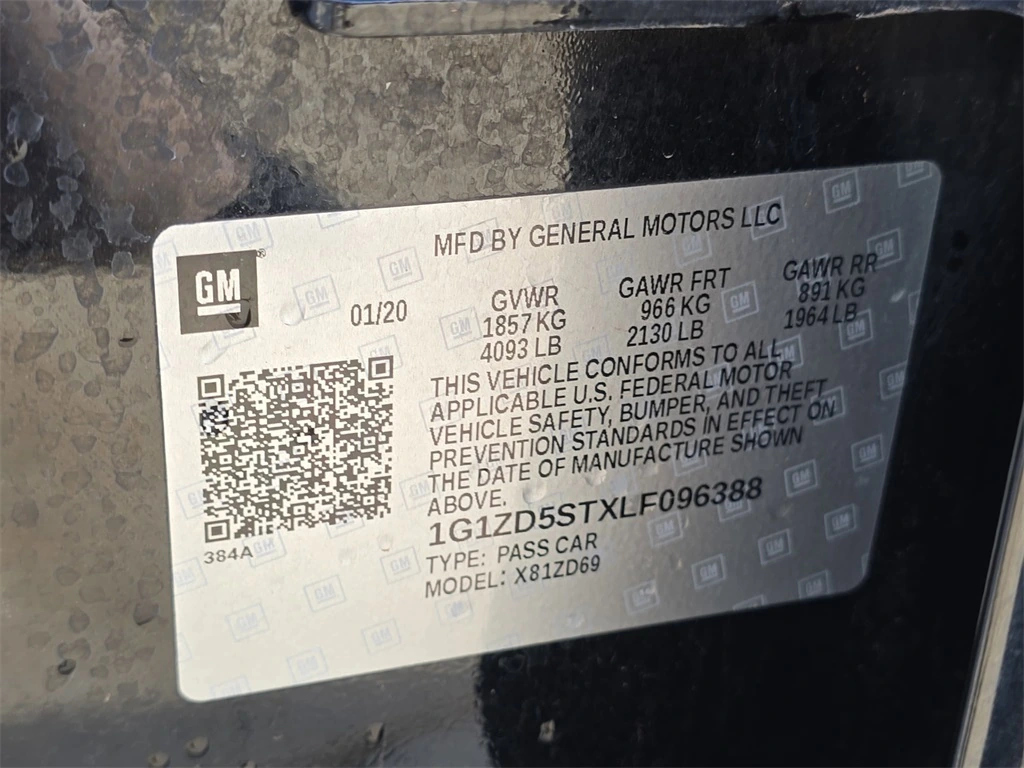 MFD BY GENERAL MOTORS LLC
GM
01/20
GVWR
1857 KG
4093 LB
GAWR FRT
966 KG
2130 LB
GAWR RR
891 KG
1964 LB
THIS VEHICLE CONFORMS TO ALL
APPLICABLE U.S. FEDERAL MOTOR
VEHICLE SAFETY, BUMPER, AND THEFT
PREVENTION STANDARDS IN EFFECT ON
THE DATE OF MANUFACTURE SHOWN
ABOVE.
1G1ZD5STXLF096388
TYPE: PASS CAR
MODEL: X81ZD69
384A